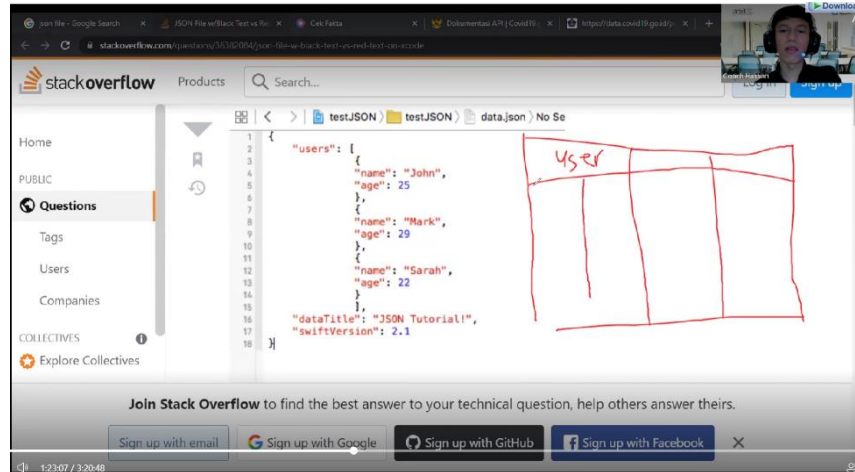 json file - Google Search
JSON File w/Black Text vs Re
Cek Fakta
Dokumentasi API | Covid19.
https://data.covid19.go.id/p
Downloa
stackoverflow.com/questions/36382084/json-file-w-black-text-vs-red-text-on-xcode
Coach Hanson
stackoverflow
Products
Search...
Log in
Sign up
testJSON
testJSON
data.json
No Se
Home
PUBLIC
Questions
Tags
Users
Companies
COLLECTIVES
Explore Collectives
1 {
2 "users": [
3 {
4 "name": "John",
5 "age": 25
6 },
7 {
8 "name": "Mark",
9 "age": 29
10 },
11 {
12 "name": "Sarah",
13 "age": 22
14 }
15 ],
16 "dataTitle": "JSON Tutorial!",
17 "swiftVersion": 2.1
18 }
user
Join Stack Overflow to find the best answer to your technical question, help others answer theirs.
Sign up with email
Sign up with Google
Sign up with GitHub
Sign up with Facebook
1:23:07 / 3:20:48